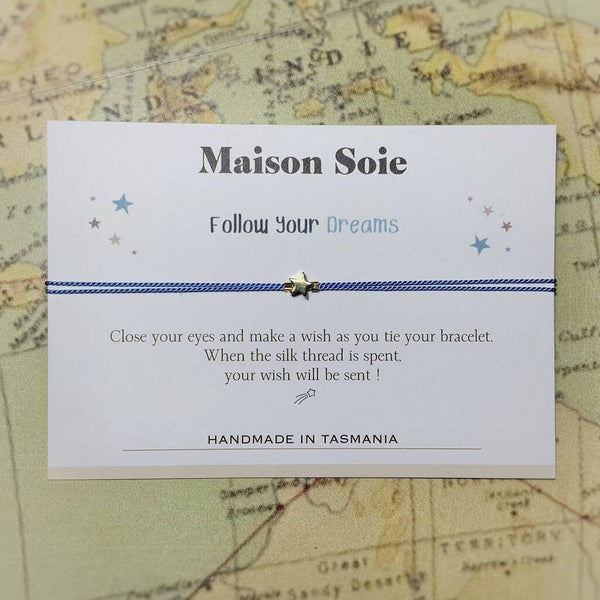 INDIES
Maison Soie
Follow Your Dreams
Close your eyes and make a wish as you tie your bracelet.
When the silk thread is spent,
your wish will be sent !
HANDMADE IN TASMANIA
Great
Sandy Desert
TERRITORY